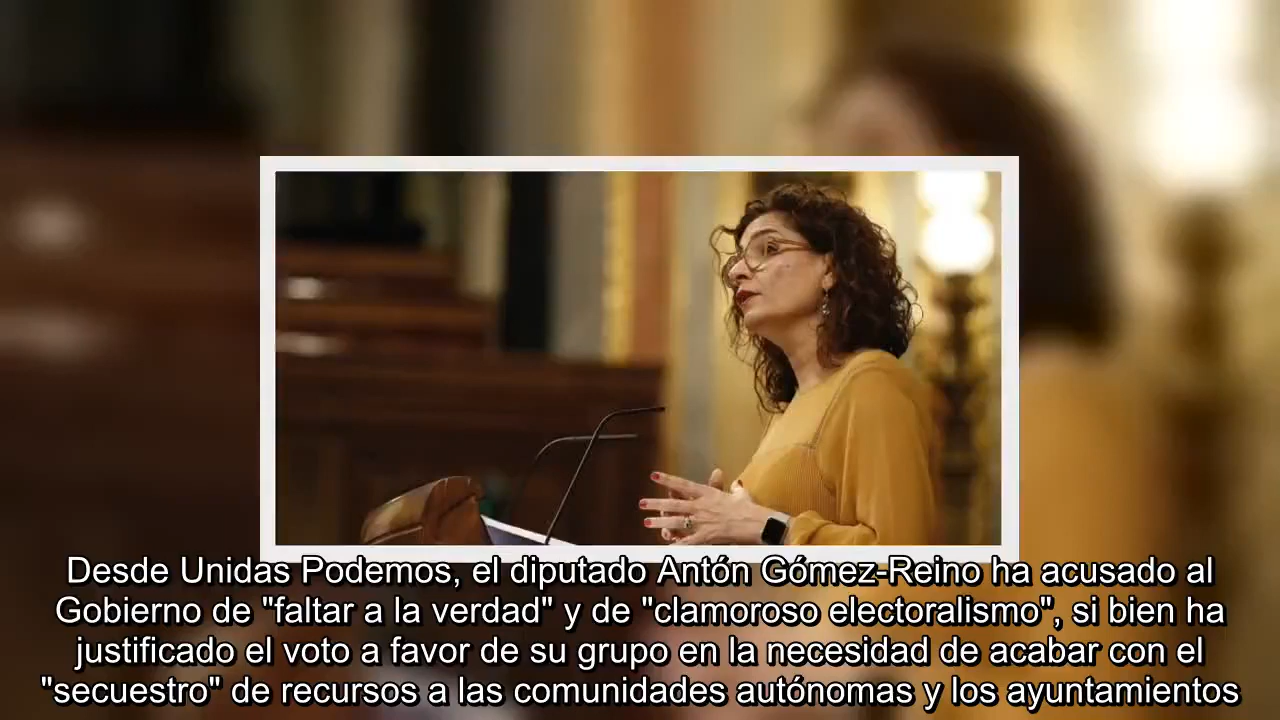 Desde Unidas Podemos, el diputado Antón Gómez-Reino ha acusado al
Gobierno de "faltar a la verdad" y de "clamoroso electoralismo", si bien ha
justificado el voto a favor de su grupo en la necesidad de acabar con el
"secuestro" de recursos a las comunidades autónomas y los ayuntamientos